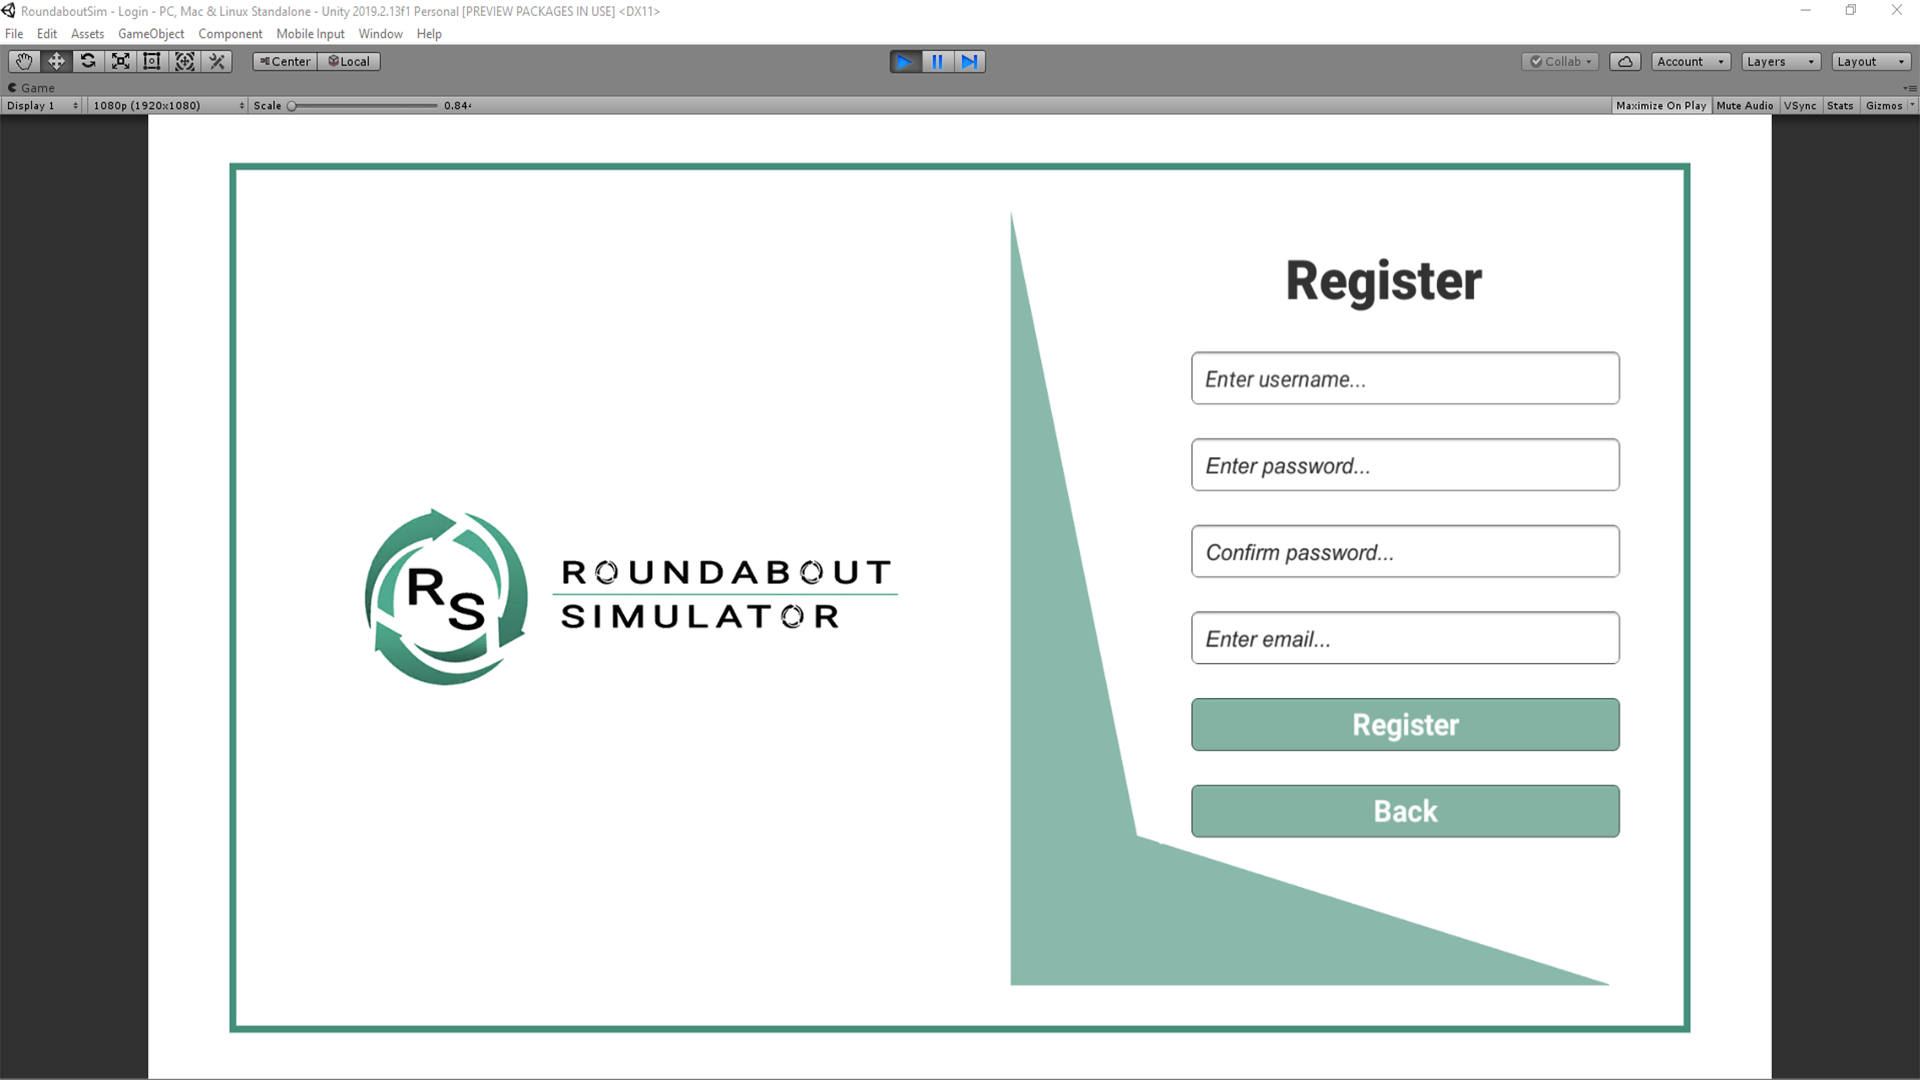 RoundaboutSim - Login - PC, Mac & Linux Standalone - Unity 2019.2.13f1 Personal [PREVIEW PACKAGES IN USE] <DX11>
File Edit Assets GameObject Component Mobile Input Window Help
Center Local Collab Account Layers Layout
Game
Display 1 1080p (1920x1080) Scale 0.84 Maximize On Play Mute Audio VSync Stats Gizmos
RS
ROUNDABOUT
SIMULATOR
Register
Enter username...
Enter password...
Confirm password...
Enter email...
Register
Back